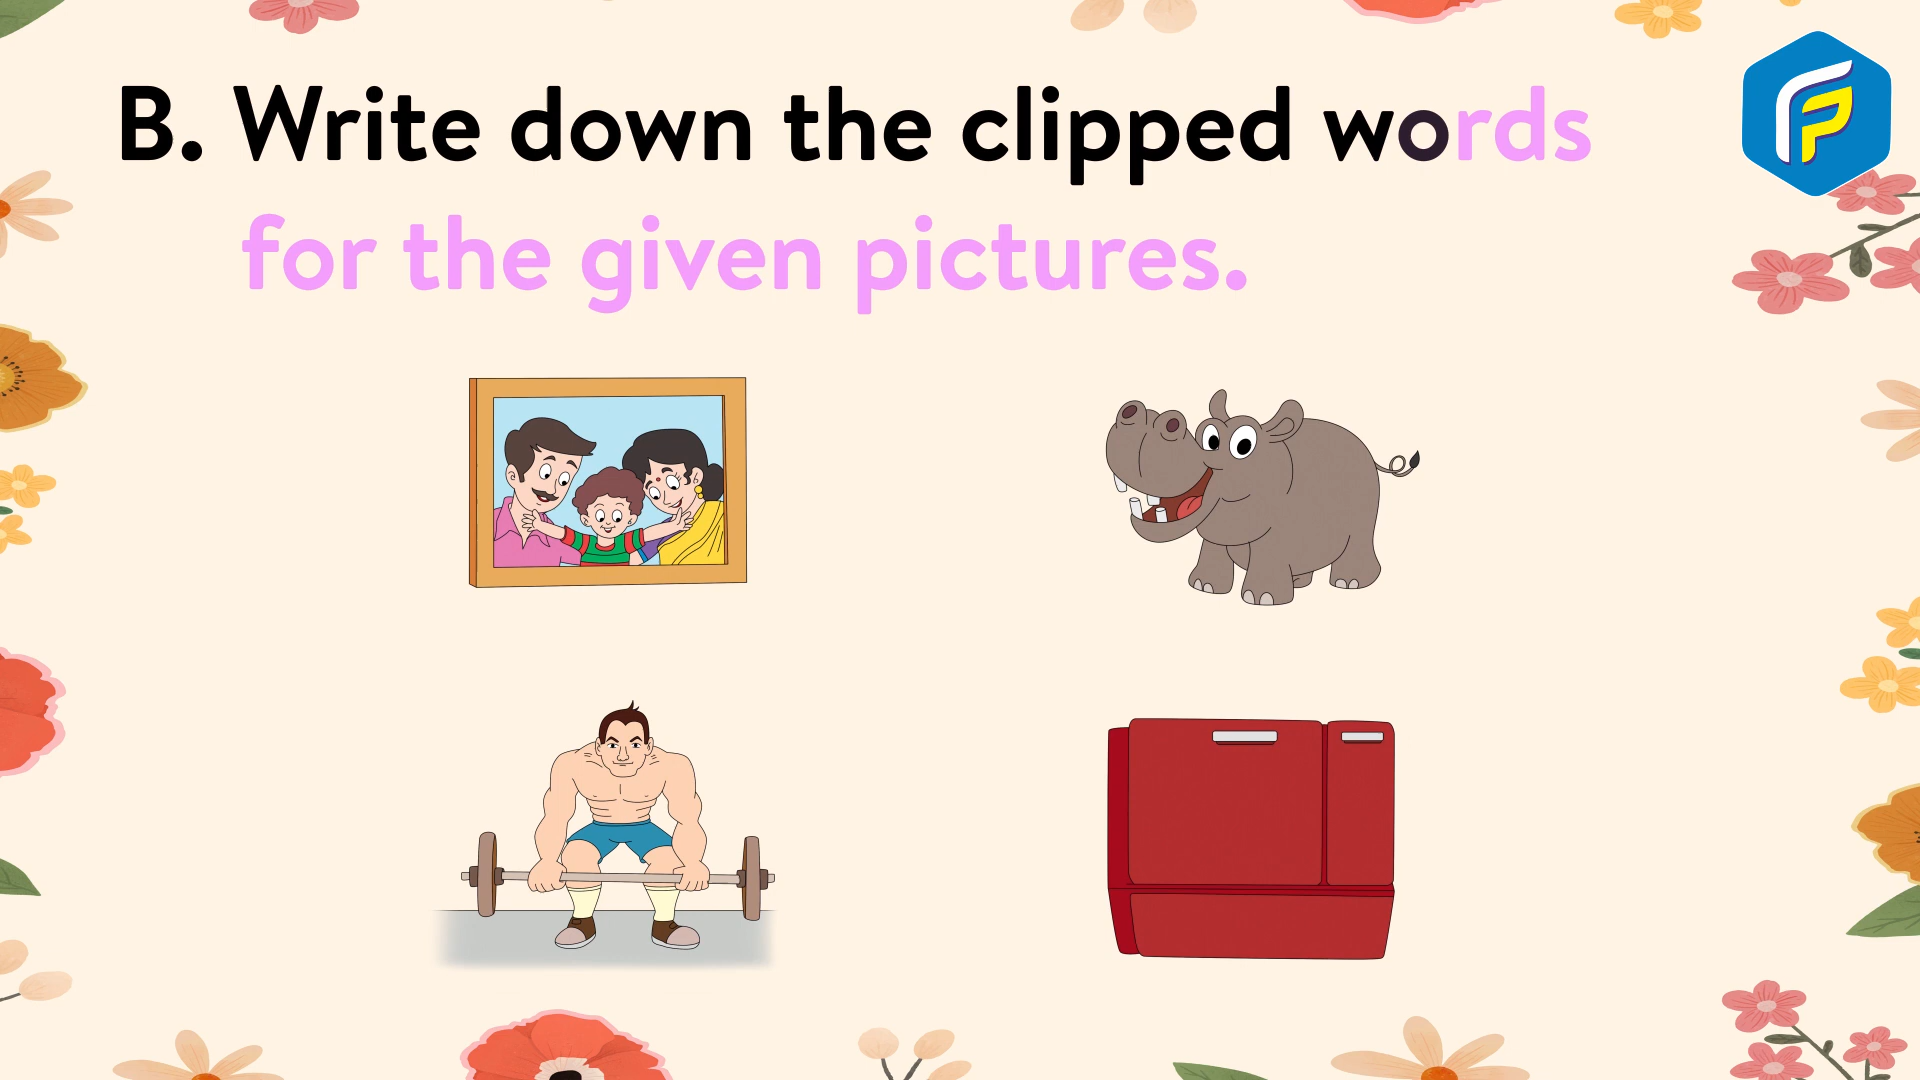 B. Write down the clipped words
for the given pictures.